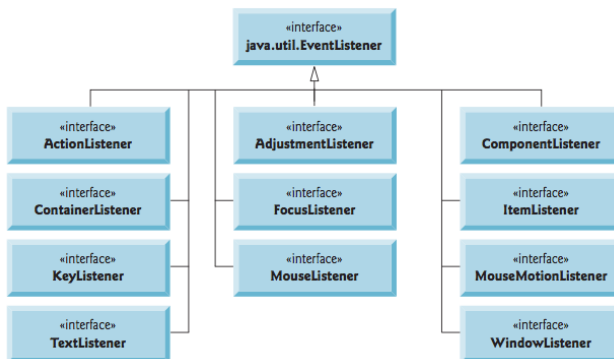 «interface»
java.util.EventListener
«interface»
ActionListener
«interface»
AdjustmentListener
«interface»
ComponentListener
«interface»
ContainerListener
«interface»
FocusListener
«interface»
ItemListener
«interface»
KeyListener
«interface»
MouseListener
«interface»
MouseMotionListener
«interface»
TextListener
«interface»
WindowListener